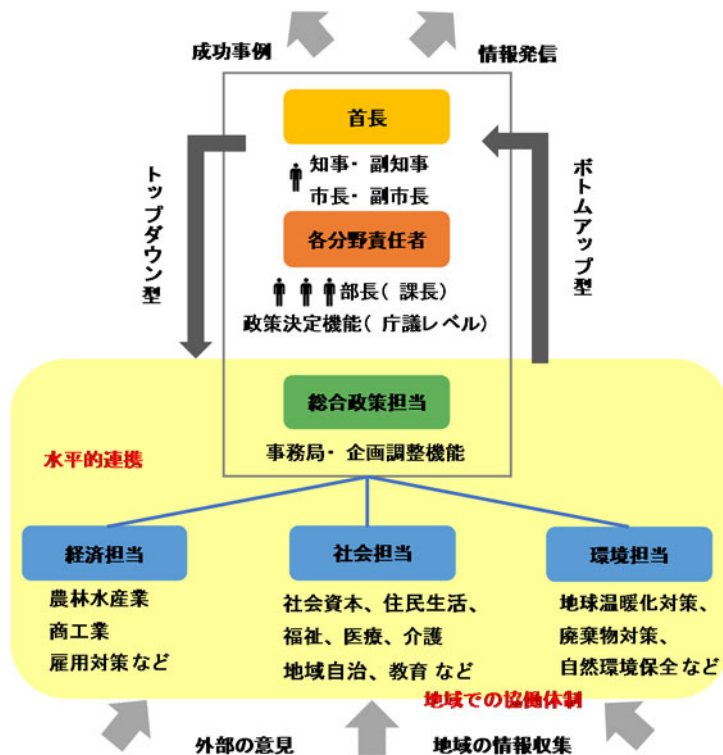 成功事例
情報発信
首長
知事・副知事
市長・副市長
トップダウン型
ボトムアップ型
各分野責任者
部長(課長)
政策決定機能(庁議レベル)
総合政策担当
事務局・企画調整機能
水平的連携
経済担当
農林水産業
商工業
雇用対策など
社会担当
社会資本、住民生活、
福祉、医療、介護
地域自治、教育など
環境担当
地球温暖化対策、
廃棄物対策、
自然環境保全など
地域での協働体制
外部の意見
地域の情報収集